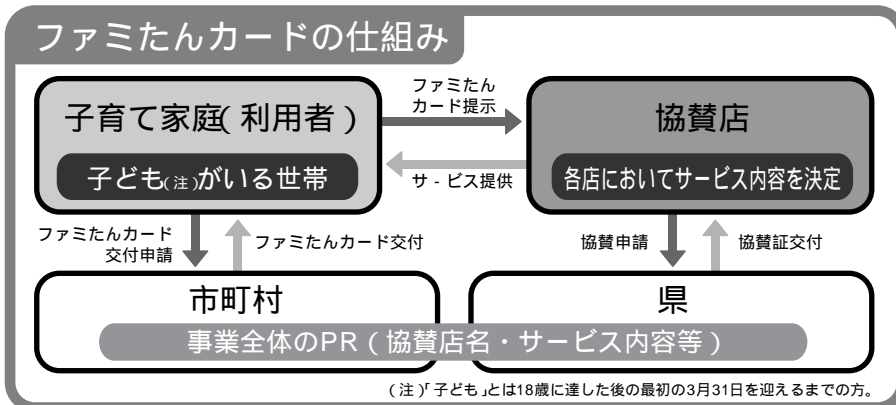 ファミたんカードの仕組み
子育て家庭(利用者)
子ども(注)がいる世帯
ファミたん
カード提示
サ-ビス提供
協賛店
各店においてサービス内容を決定
ファミたんカード
交付申請
ファミたんカード交付
協賛申請
協賛証交付
市町村
県
事業全体のPR(協賛店名・サービス内容等)
(注)「子ども」とは18歳に達した後の最初の3月31日を迎えるまでの方。